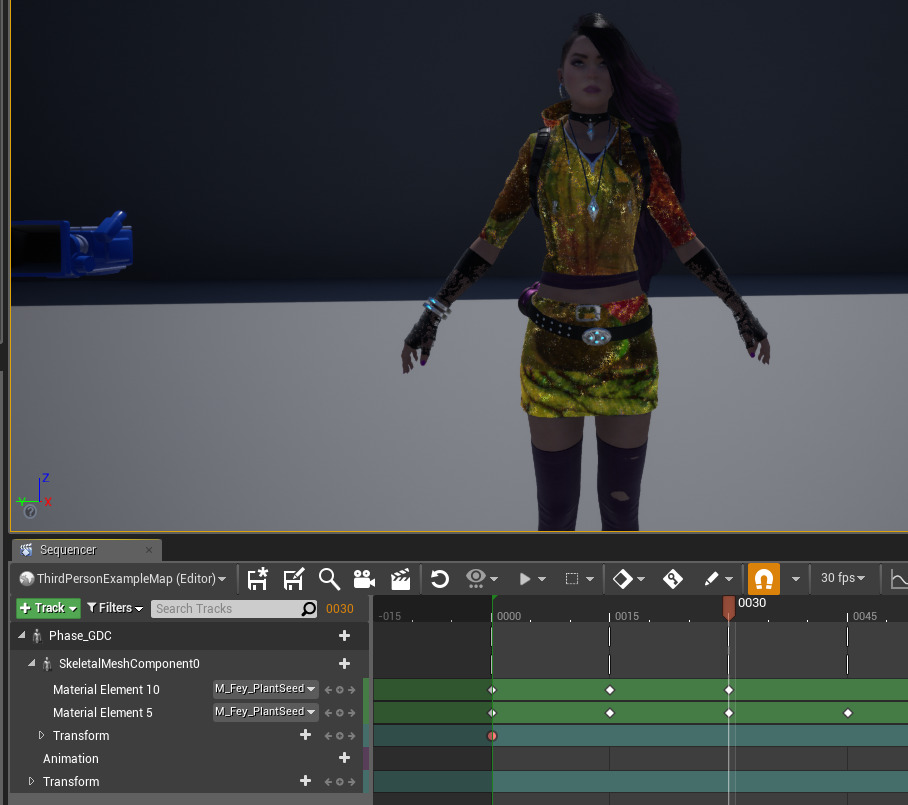 Z
Y
X
Sequencer
ThirdPersonExampleMap (Editor)
30 fps
Track
Filters
Search Tracks
0030
-015
0000
0015
0030
0045
Phase_GDC
SkeletalMeshComponent0
Material Element 10
M_Fey_PlantSeed
Material Element 5
M_Fey_PlantSeed
Transform
Animation
Transform